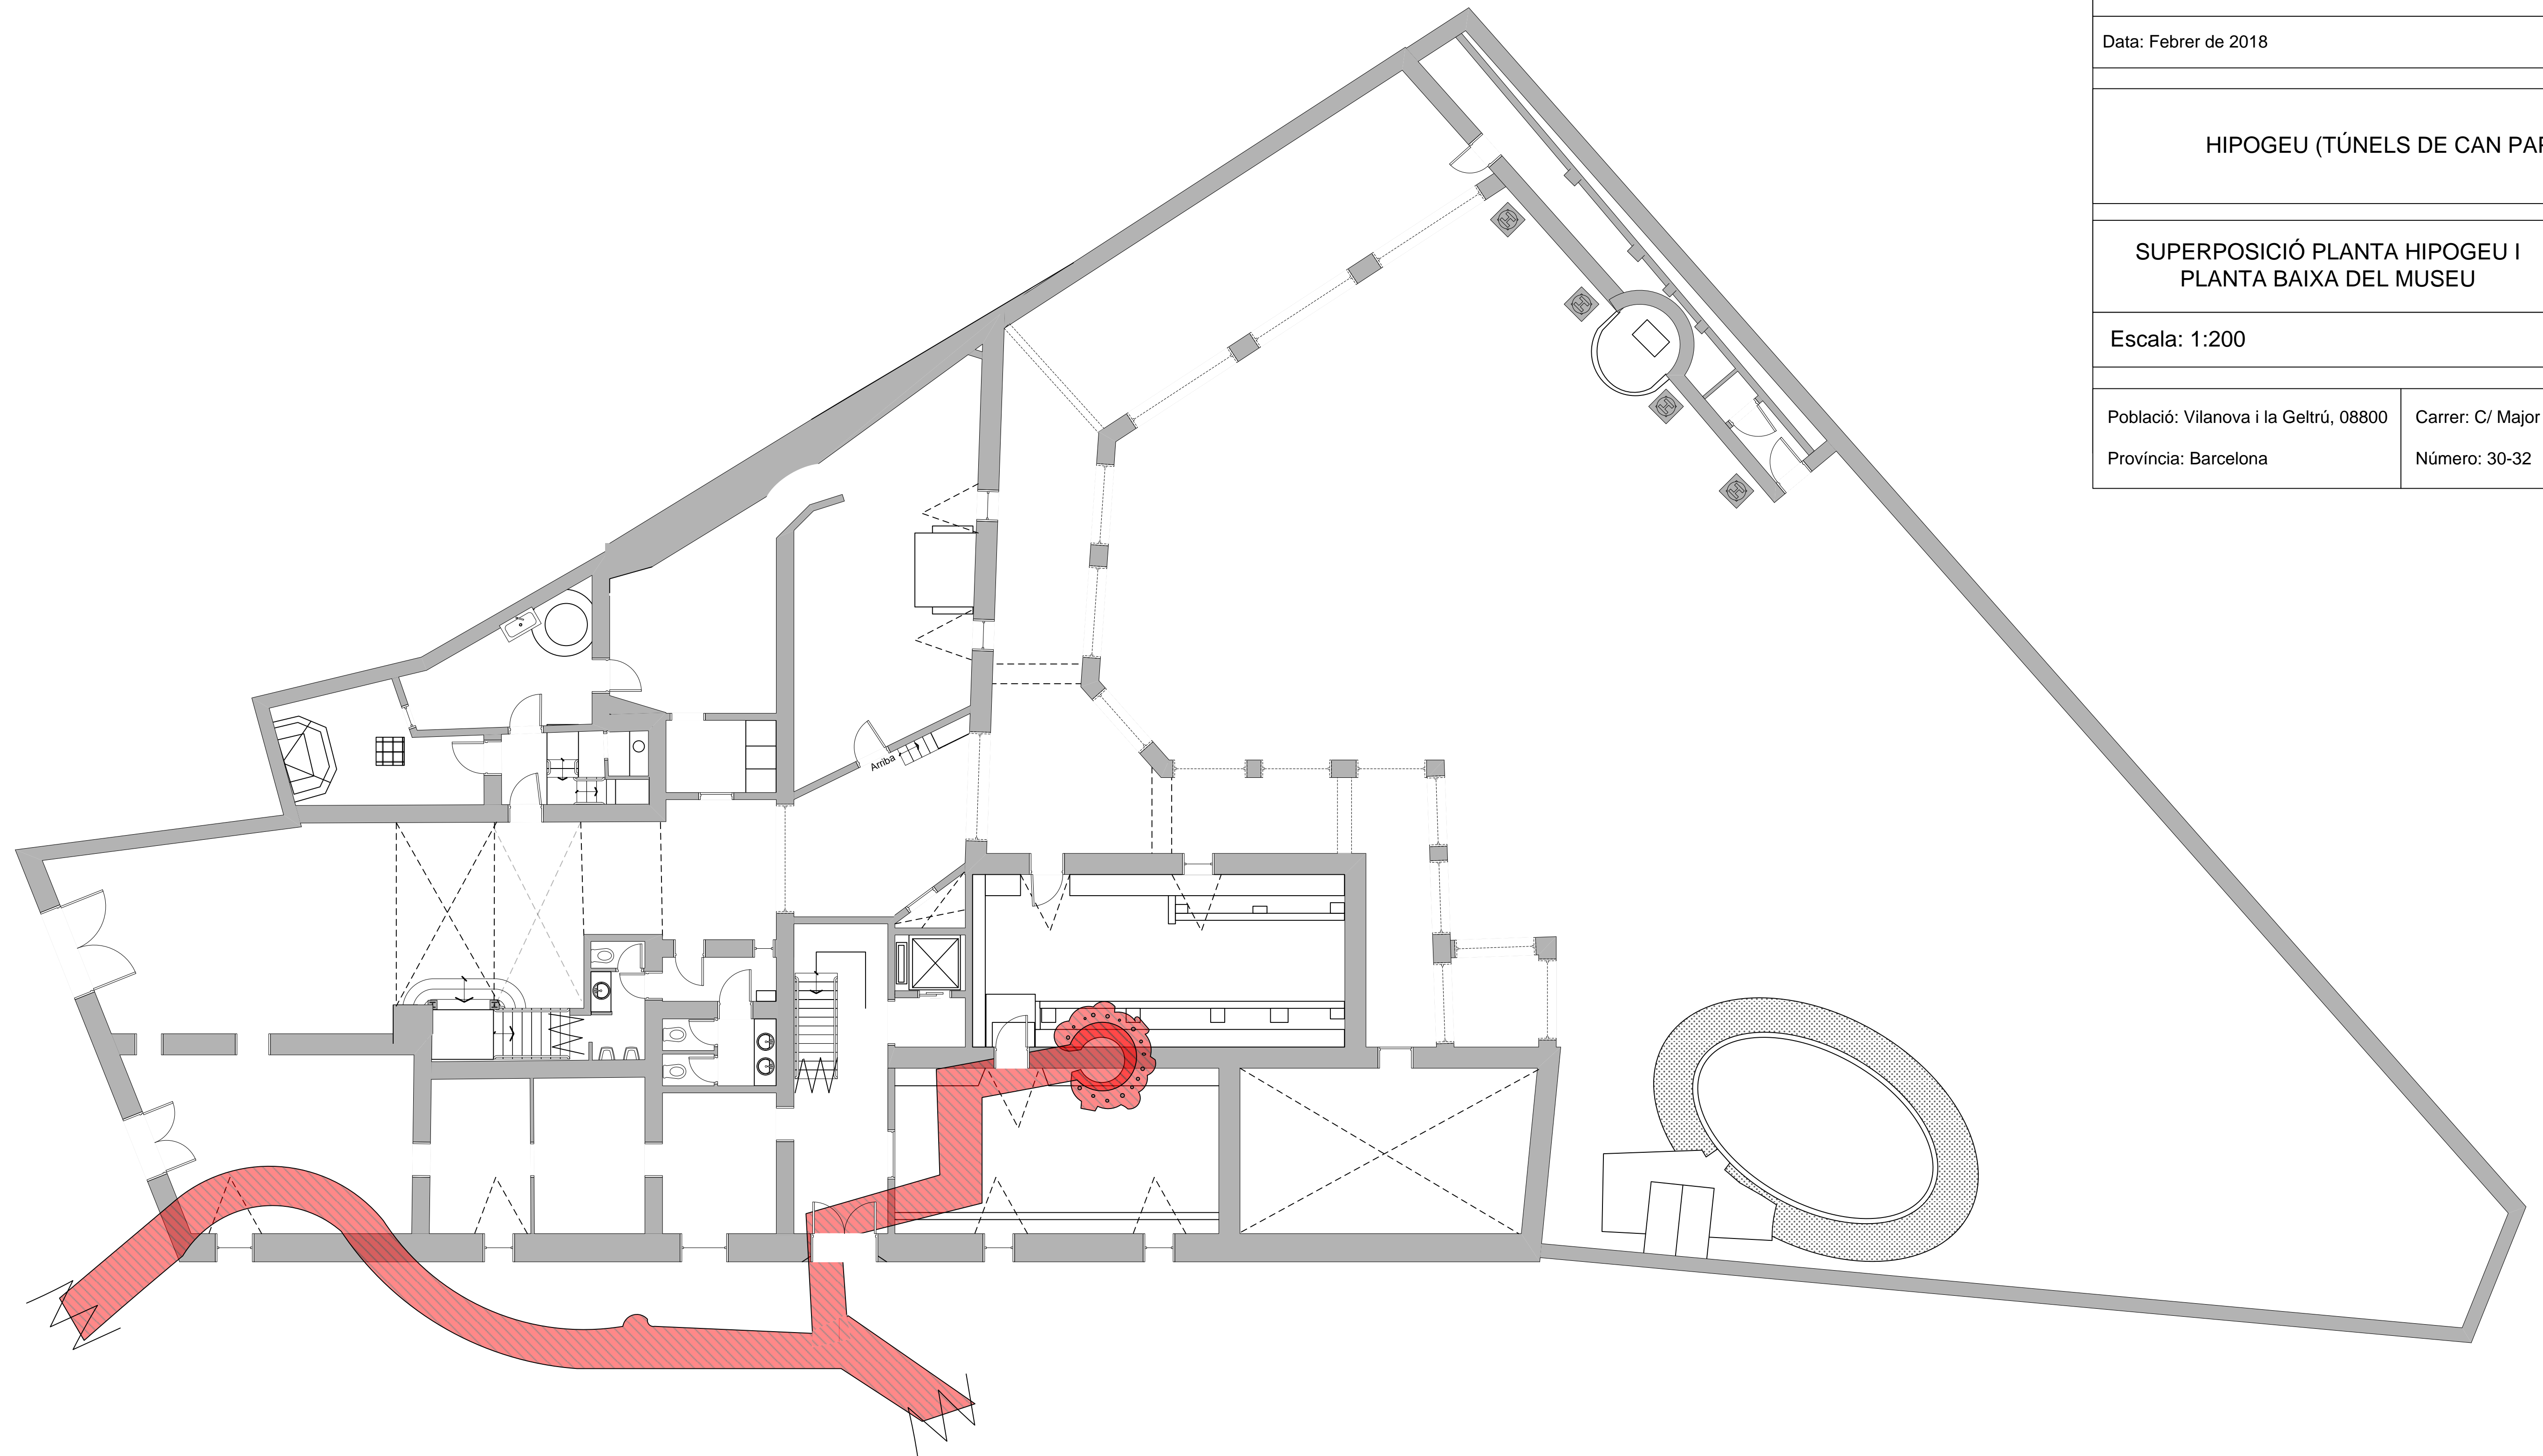 Data: Febrer de 2018
HIPOGEU (TÚNELS DE CAN PAP
SUPERPOSICIÓ PLANTA HIPOGEU I
PLANTA BAIXA DEL MUSEU
Escala: 1:200
Població: Vilanova i la Geltrú, 08800
Carrer: C/ Major
Província: Barcelona
Número: 30-32
Arriba